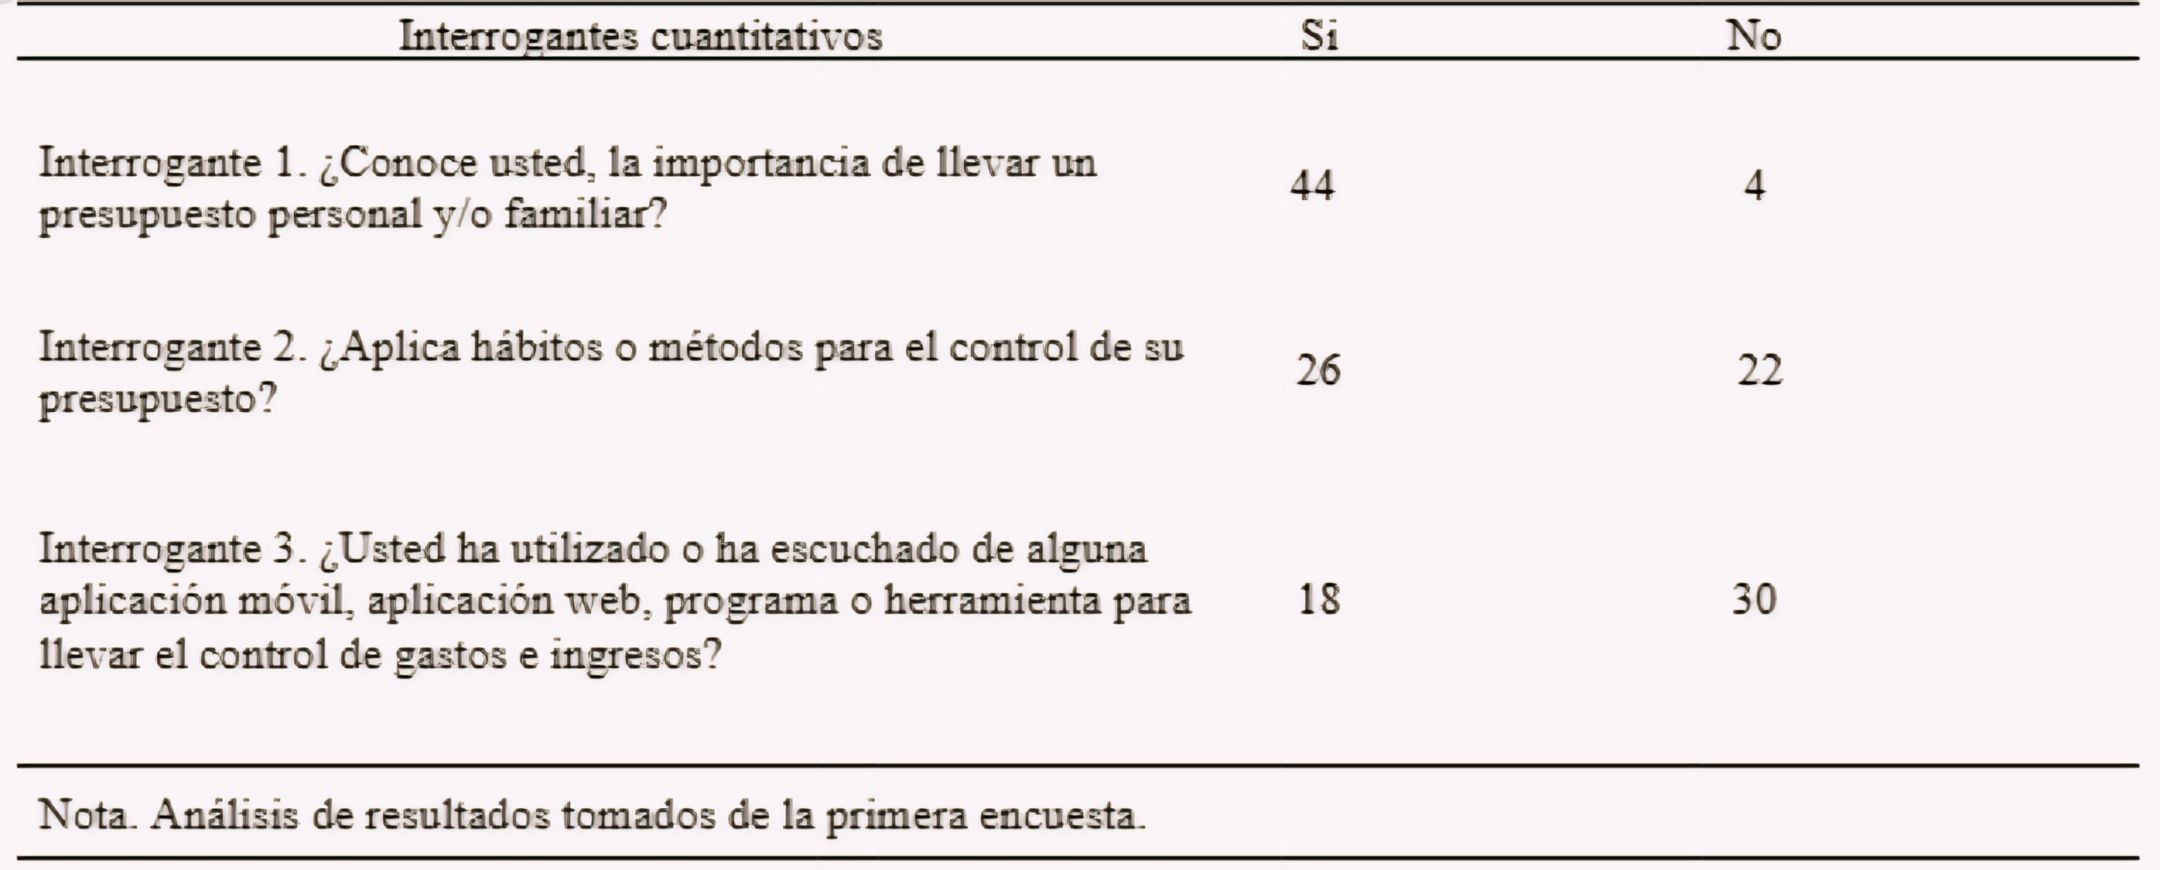 Interrogantes cuantitativos Si No
Interrogante 1. ¿Conoce usted, la importancia de llevar un
presupuesto personal y/o familiar? 44 4
Interrogante 2. ¿Aplica hábitos o métodos para el control de su
presupuesto? 26 22
Interrogante 3. ¿Usted ha utilizado o ha escuchado de alguna
aplicación móvil, aplicación web, programa o herramienta para 18 30
llevar el control de gastos e ingresos?
Nota. Análisis de resultados tomados de la primera encuesta.